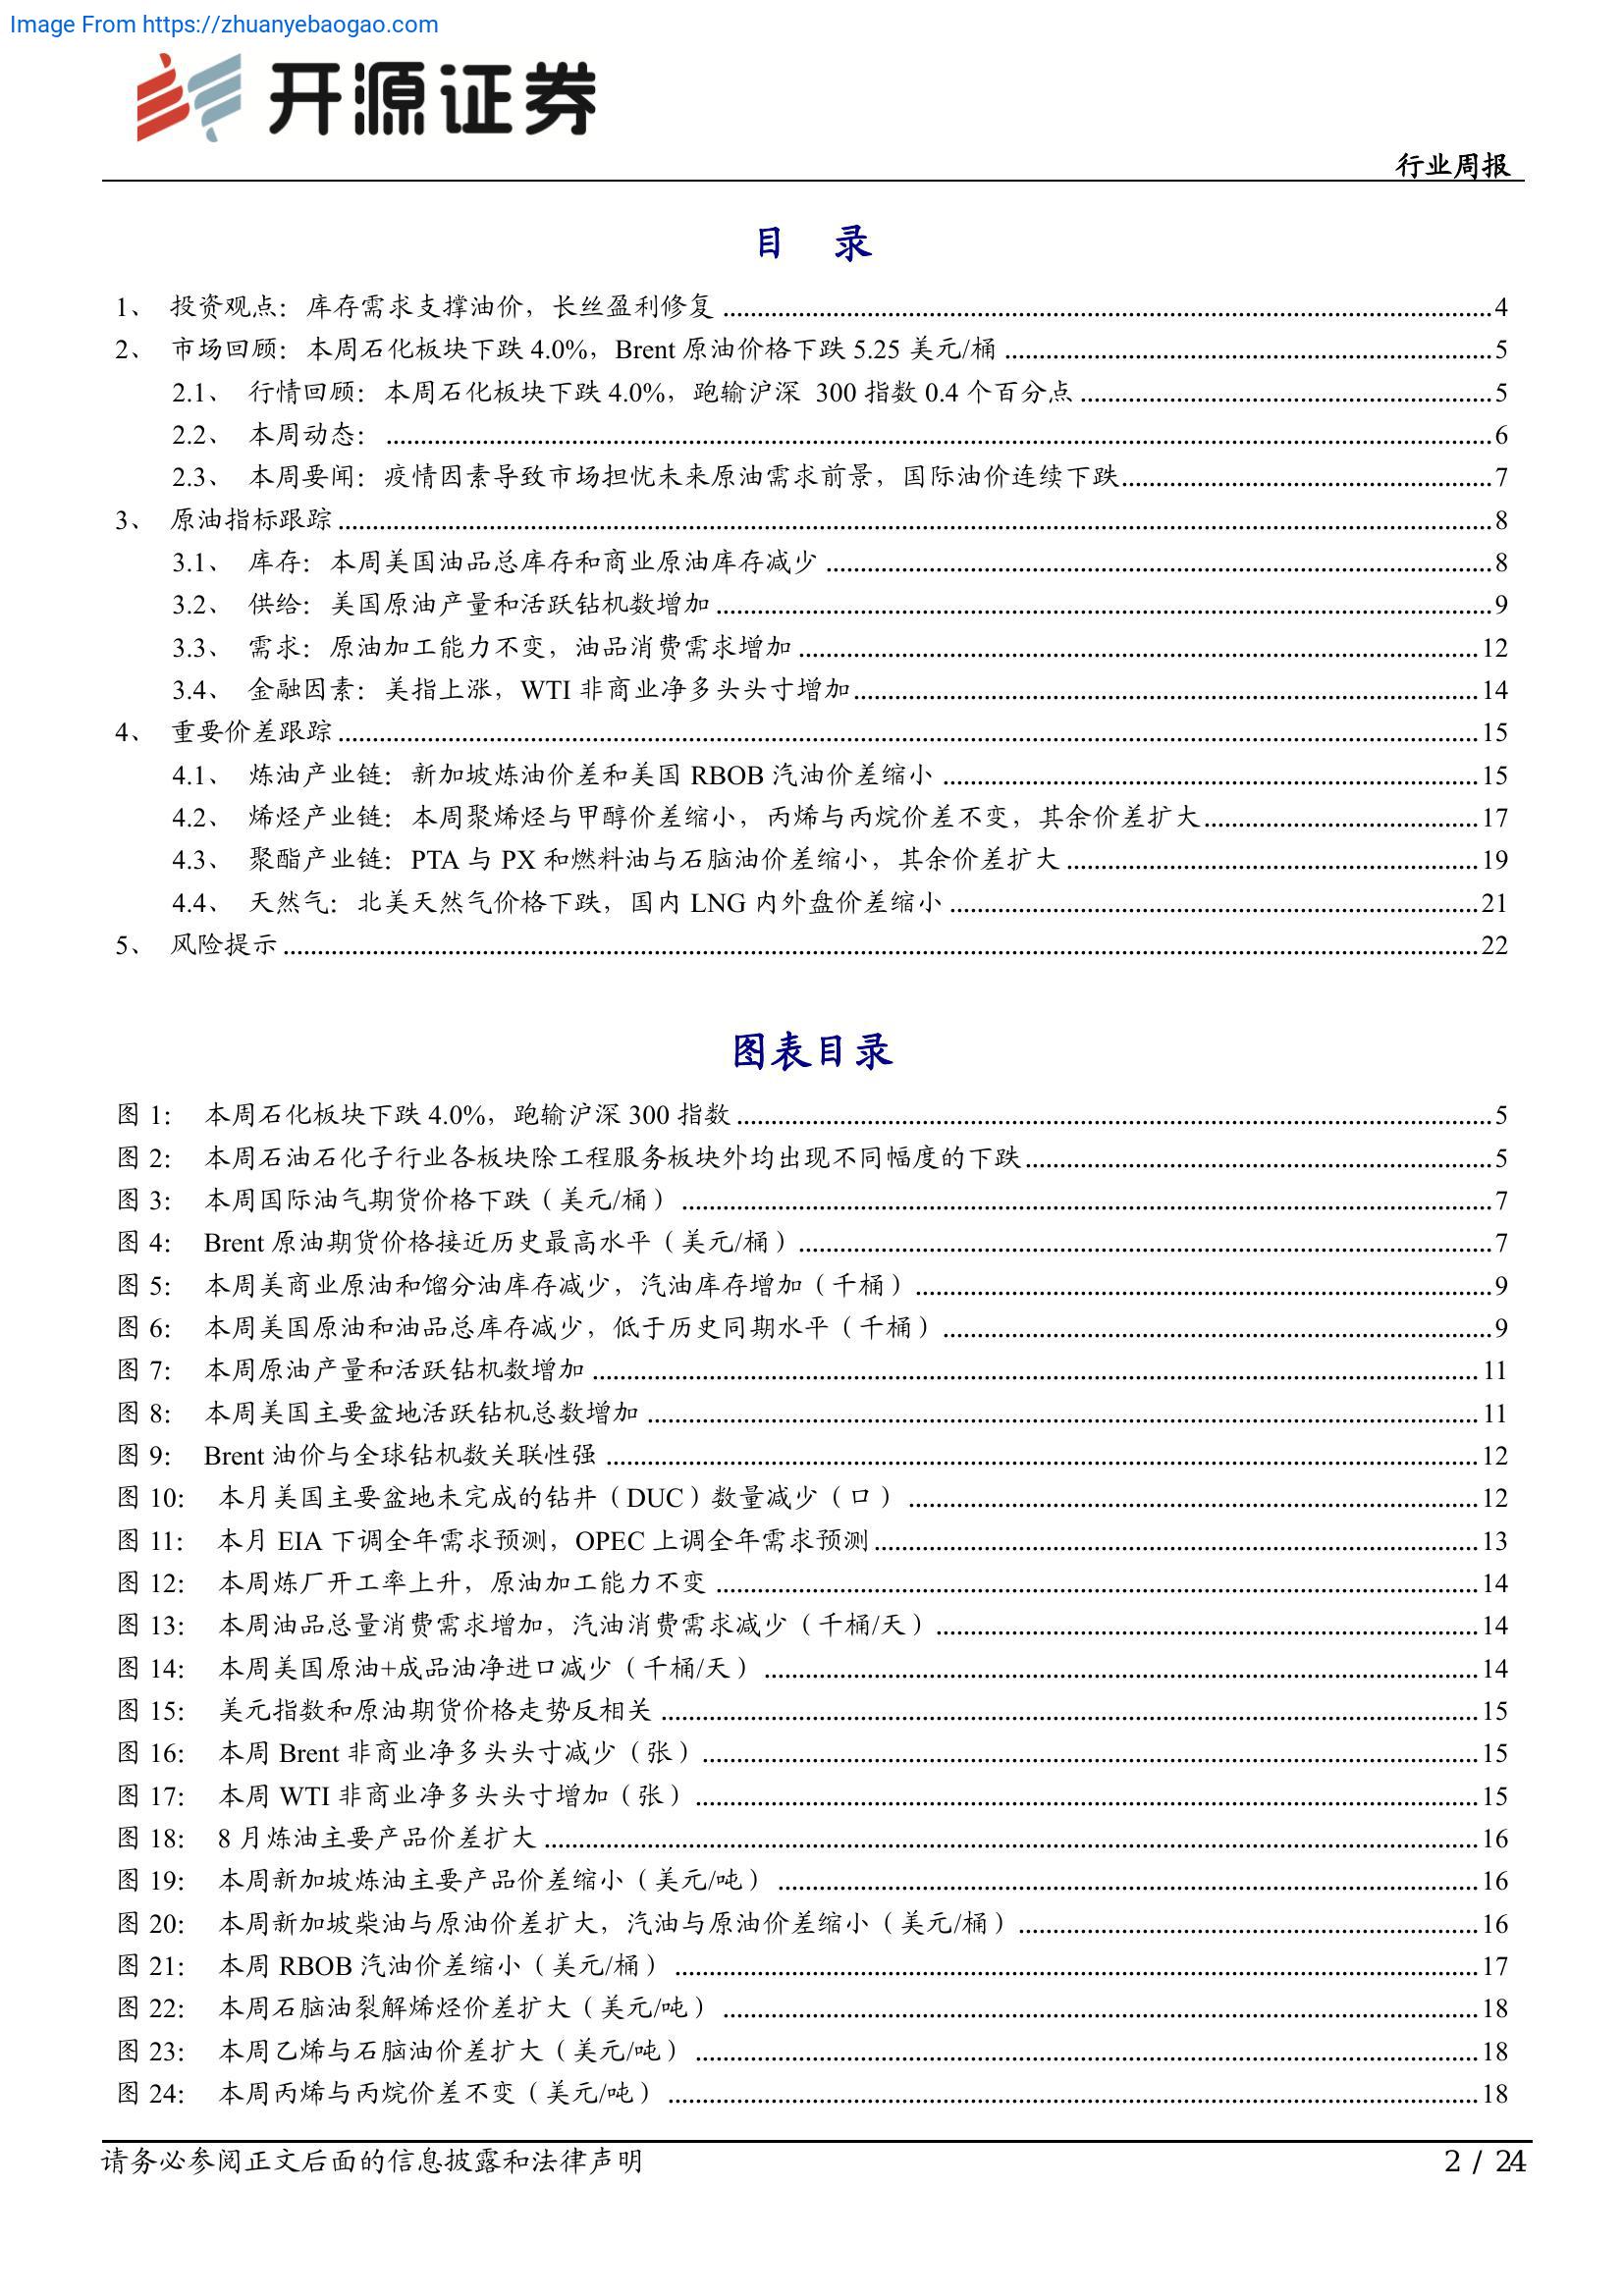 Image From https://zhuanyebaogao.com
开源证券
行业周报
目 录
1、 投资观点：库存需求支撑油价，长丝盈利修复 4
2、 市场回顾：本周石化板块下跌 4.0%，Brent 原油价格下跌 5.25 美元/桶 5
2.1、 行情回顾：本周石化板块下跌 4.0%，跑输沪深 300 指数 0.4 个百分点 5
2.2、 本周动态： 6
2.3、 本周要闻：疫情因素导致市场担忧未来原油需求前景，国际油价连续下跌 7
3、 原油指标跟踪 8
3.1、 库存：本周美国油品总库存和商业原油库存减少 8
3.2、 供给：美国原油产量和活跃钻机数增加 9
3.3、 需求：原油加工能力不变，油品消费需求增加 12
3.4、 金融因素：美指上涨，WTI 非商业净多头头寸增加 14
4、 重要价差跟踪 15
4.1、 炼油产业链：新加坡炼油价差和美国 RBOB 汽油价差缩小 15
4.2、 烯烃产业链：本周聚烯烃与甲醇价差缩小，丙烯与丙烷价差不变，其余价差扩大 17
4.3、 聚酯产业链：PTA 与 PX 和燃料油与石脑油价差缩小，其余价差扩大 19
4.4、 天然气：北美天然气价格下跌，国内 LNG 内外盘价差缩小 21
5、 风险提示 22
图表目录
图 1： 本周石化板块下跌 4.0%，跑输沪深 300 指数 5
图 2： 本周石油石化子行业各板块除工程服务板块外均出现不同幅度的下跌 5
图 3： 本周国际油气期货价格下跌（美元/桶） 7
图 4： Brent 原油期货价格接近历史最高水平（美元/桶） 7
图 5： 本周美商业原油和馏分油库存减少，汽油库存增加（千桶） 9
图 6： 本周美国原油和油品总库存减少，低于历史同期水平（千桶） 9
图 7： 本周原油产量和活跃钻机数增加 11
图 8： 本周美国主要盆地活跃钻机总数增加 11
图 9： Brent 油价与全球钻机数关联性强 12
图 10： 本月美国主要盆地未完成的钻井（DUC）数量减少（口） 12
图 11： 本月 EIA 下调全年需求预测，OPEC 上调全年需求预测 13
图 12： 本周炼厂开工率上升，原油加工能力不变 14
图 13： 本周油品总量消费需求增加，汽油消费需求减少（千桶/天） 14
图 14： 本周美国原油+成品油净进口减少（千桶/天） 14
图 15： 美元指数和原油期货价格走势反相关 15
图 16： 本周 Brent 非商业净多头头寸减少（张） 15
图 17： 本周 WTI 非商业净多头头寸增加（张） 15
图 18： 8 月炼油主要产品价差扩大 16
图 19： 本周新加坡炼油主要产品价差缩小（美元/吨） 16
图 20： 本周新加坡柴油与原油价差扩大，汽油与原油价差缩小（美元/桶） 16
图 21： 本周 RBOB 汽油价差缩小（美元/桶） 17
图 22： 本周石脑油裂解烯烃价差扩大（美元/吨） 18
图 23： 本周乙烯与石脑油价差扩大（美元/吨） 18
图 24： 本周丙烯与丙烷价差不变（美元/吨） 18
请务必参阅正文后面的信息披露和法律声明 2 / 24